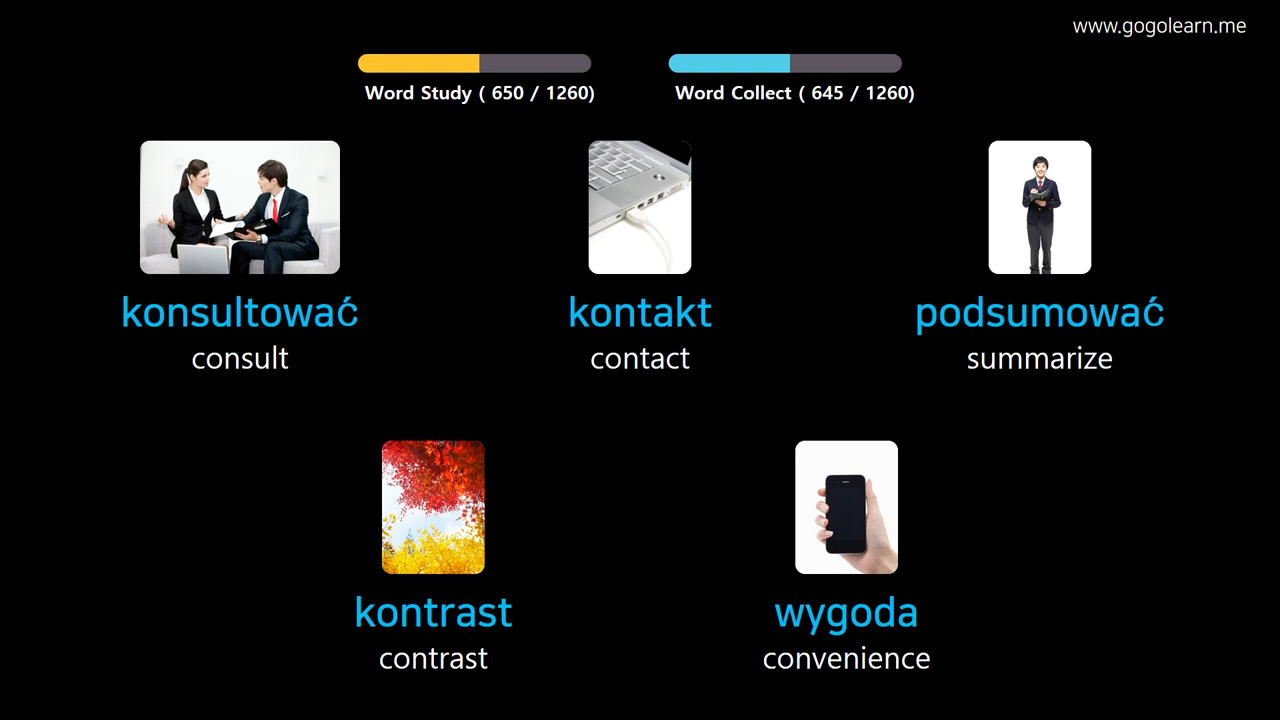 www.gogolearn.me
Word Study ( 650 / 1260)
Word Collect ( 645 / 1260)
konsultować
consult
kontakt
contact
podsumować
summarize
kontrast
contrast
wygoda
convenience